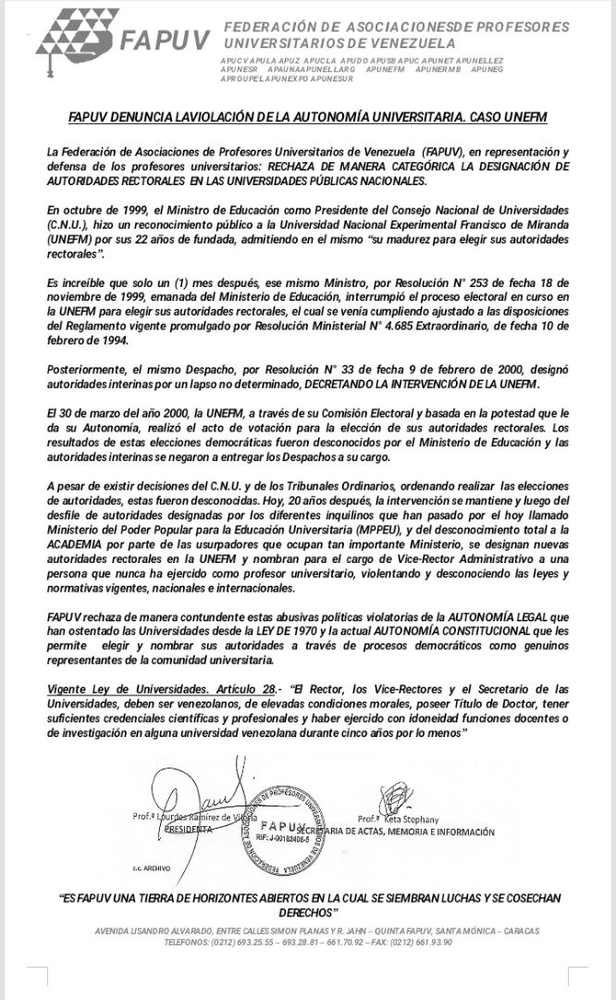 FAPUV
FEDERACIÓN DE ASOCIACIONESDE PROFESORES
UNIVERSITARIOS DE VENEZUELA
APUCV APULA APUZ APUCLA APUDO APUSB APUC APUNET APUNELLEZ
APUNESR APAUNAAPUNELLARG APUNEFM APUNERMB APUNEG
APROUPEL APUNEXPO APUNESUR
FAPUV DENUNCIA LAVIOLACIÓN DE LA AUTONOMÍA UNIVERSITARIA. CASO UNEFM
La Federación de Asociaciones de Profesores Universitarios de Venezuela (FAPUV), en representación y
defensa de los profesores universitarios: RECHAZA DE MANERA CATEGÓRICA LA DESIGNACIÓN DE
AUTORIDADES RECTORALES EN LAS UNIVERSIDADES PÚBLICAS NACIONALES.
En octubre de 1999, el Ministro de Educación como Presidente del Consejo Nacional de Universidades
(C.N.U.), hizo un reconocimiento público a la Universidad Nacional Experimental Francisco de Miranda
(UNEFM) por sus 22 años de fundada, admitiendo en el mismo “su madurez para elegir sus autoridades
rectorales”.
Es increíble que solo un (1) mes después, ese mismo Ministro, por Resolución N° 253 de fecha 18 de
noviembre de 1999, emanada del Ministerio de Educación, interrumpió el proceso electoral en curso en
la UNEFM para elegir sus autoridades rectorales, el cual se venía cumpliendo ajustado a las disposiciones
del Reglamento vigente promulgado por Resolución Ministerial N° 4.685 Extraordinario, de fecha 10 de
febrero de 1994.
Posteriormente, el mismo Despacho, por Resolución N° 33 de fecha 9 de febrero de 2000, designó
autoridades interinas por un lapso no determinado, DECRETANDO LA INTERVENCIÓN DE LA UNEFM.
El 30 de marzo del año 2000, la UNEFM, a través de su Comisión Electoral y basada en la potestad que le
da su Autonomía, realizó el acto de votación para la elección de sus autoridades rectorales. Los
resultados de estas elecciones democráticas fueron desconocidos por el Ministerio de Educación y las
autoridades interinas se negaron a entregar los Despachos a su cargo.
A pesar de existir decisiones del C.N.U. y de los Tribunales Ordinarios, ordenando realizar las elecciones
de autoridades, estas fueron desconocidas. Hoy, 20 años después, la intervención se mantiene y luego del
desfile de autoridades designadas por los diferentes inquilinos que han pasado por el hoy llamado
Ministerio del Poder Popular para la Educación Universitaria (MPPEU), y del desconocimiento total a la
ACADEMIA por parte de las usurpadores que ocupan tan importante Ministerio, se designan nuevas
autoridades rectorales en la UNEFM y nombran para el cargo de Vice-Rector Administrativo a una
persona que nunca ha ejercido como profesor universitario, violentando y desconociendo las leyes y
normativas vigentes, nacionales e internacionales.
FAPUV rechaza de manera contundente estas abusivas políticas violatorias de la AUTONOMÍA LEGAL que
han ostentado las Universidades desde la LEY DE 1970 y la actual AUTONOMÍA CONSTITUCIONAL que les
permite elegir y nombrar sus autoridades a través de procesos democráticos como genuinos
representantes de la comunidad universitaria.
Vigente Ley de Universidades. Artículo 28.- “El Rector, los Vice-Rectores y el Secretario de las
Universidades, deben ser venezolanos, de elevadas condiciones morales, poseer Título de Doctor, tener
suficientes credenciales científicas y profesionales y haber ejercido con idoneidad funciones docentes o
de investigación en alguna universidad venezolana durante cinco años por lo menos”
Prof.ª Lourdes Ramírez de Viloria
PRESIDENTA
FEDERACION DE ASOCIACIONES DE PROFESORES UNIVERSITARIOS DE VENEZUELA
FAPUV
RIF: J-00182408-5
Prof.ª Keta Stephany
SECRETARIA DE ACTAS, MEMORIA E INFORMACIÓN
c.c. ARCHIVO
“ES FAPUV UNA TIERRA DE HORIZONTES ABIERTOS EN LA CUAL SE SIEMBRAN LUCHAS Y SE COSECHAN
DERECHOS”
AVENIDA LISANDRO ALVARADO, ENTRE CALLES SIMON PLANAS Y R. JAHN – QUINTA FAPUV, SANTA MÓNICA – CARACAS
TELEFONOS: (0212) 693.25.55 – 693.28.81 – 661.70.92 – FAX: (0212) 661.93.90